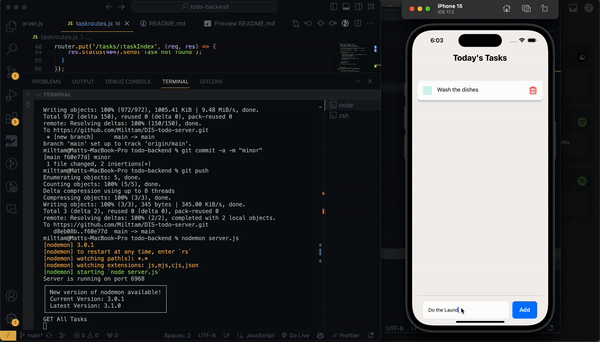 todo-backend
erver.js
taskroutes.js M
README.md
Preview README.md
taskroutes.js > ...
48 router.put('/tasks/:taskIndex', (req, res) => {
64 res.status(404).send('Task not found');
65 }
66 });
PROBLEMS OUTPUT DEBUG CONSOLE TERMINAL GITLENS
TERMINAL
Writing objects: 100% (972/972), 1005.41 KiB | 9.48 MiB/s, done.
Total 972 (delta 150), reused 0 (delta 0), pack-reused 0
remote: Resolving deltas: 100% (150/150), done.
To https://github.com/Milttam/DIS-todo-server.git
* [new branch] main -> main
branch 'main' set up to track 'origin/main'.
milttam@Matts-MacBook-Pro todo-backend % git commit -a -m "minor"
[main f60e77d] minor
1 file changed, 2 insertions(+)
milttam@Matts-MacBook-Pro todo-backend % git push
Enumerating objects: 5, done.
Counting objects: 100% (5/5), done.
Delta compression using up to 8 threads
Compressing objects: 100% (3/3), done.
Writing objects: 100% (3/3), 345 bytes | 345.00 KiB/s, done.
Total 3 (delta 2), reused 0 (delta 0), pack-reused 0
remote: Resolving deltas: 100% (2/2), completed with 2 local objects.
To https://github.com/Milttam/DIS-todo-server.git
main -> main
milttam@Matts-MacBook-Pro todo-backend % nodemon server.js
[nodemon] 3.0.1
[nodemon] to restart at any time, enter `rs`
[nodemon] watching path(s): *.*
[nodemon] watching extensions: js,mjs,cjs,json
[nodemon] starting `node server.js`
Server is running on port 6968
New version of nodemon available!
Current Version: 3.0.1
Latest Version: 3.1.0
GET All Tasks
node
zsh
main*
Spaces: 2 UTF-8 LF JavaScript Go Live Prettier
iPhone 15
iOS 17.2
6:03
Today's Tasks
Wash the dishes
Do the Laund
Add